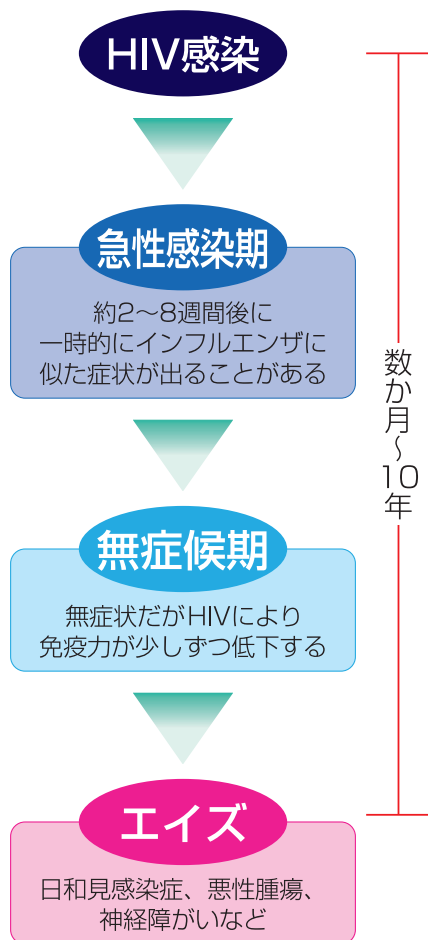 HIV感染
急性感染期
約2〜8週間後に
一時的にインフルエンザに
似た症状が出ることがある
無症候期
無症状だがHIVにより
免疫力が少しずつ低下する
エイズ
日和見感染症、悪性腫瘍、
神経障がいなど
数か月〜10年